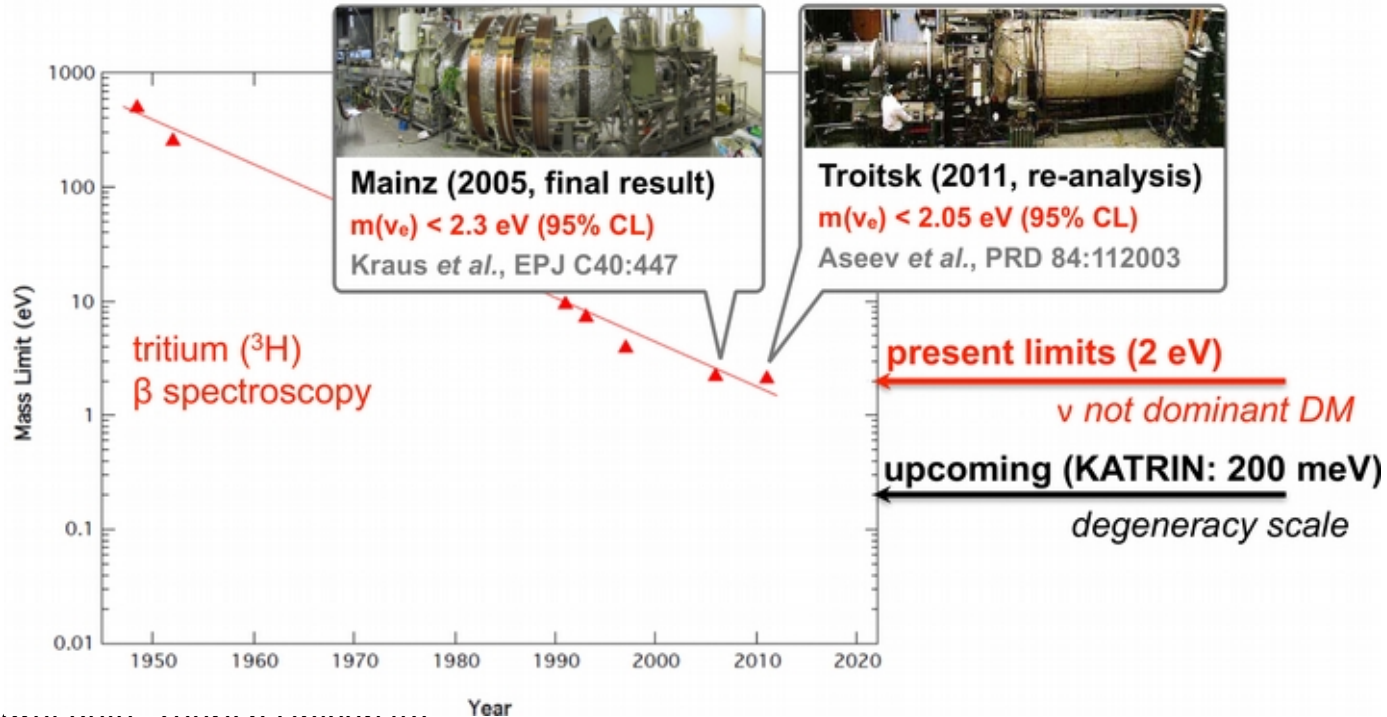 Mainz (2005, final result)
m(νₑ) < 2.3 eV (95% CL)
Kraus et al., EPJ C40:447
Troitsk (2011, re-analysis)
m(νₑ) < 2.05 eV (95% CL)
Aseev et al., PRD 84:112003
1000
100
10
1
0.1
0.01
Mass Limit (eV)
tritium (³H)
β spectroscopy
present limits (2 eV)
ν not dominant DM
upcoming (KATRIN: 200 meV)
degeneracy scale
1950 1960 1970 1980 1990 2000 2010 2020
Year